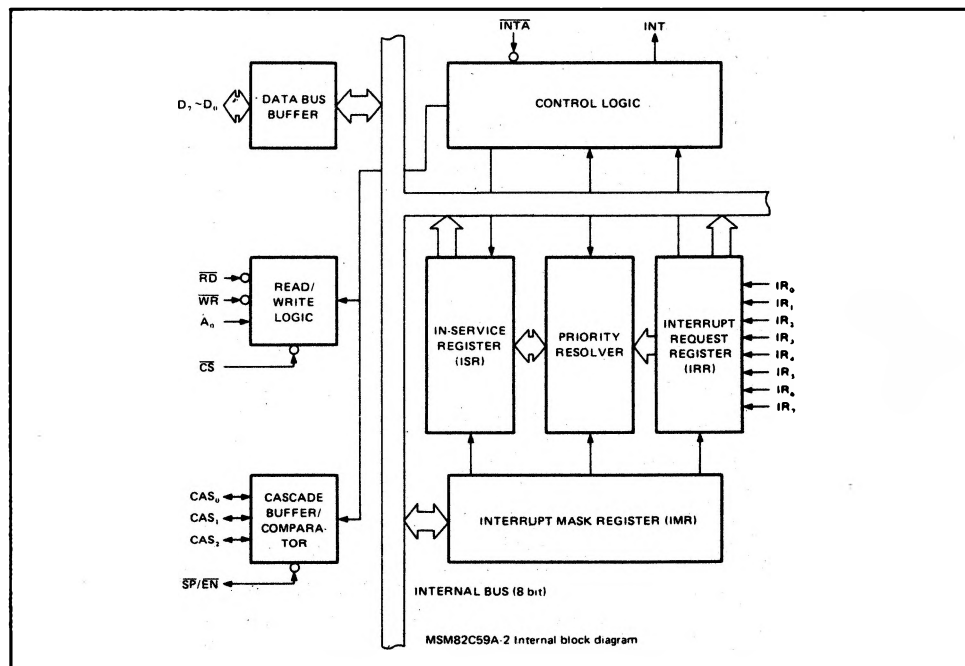 INTA INT
DATA BUS
BUFFER
D₇ ~D₀
CONTROL LOGIC
RD
WR
A₀
CS
READ/
WRITE
LOGIC
IN-SERVICE
REGISTER
(ISR)
PRIORITY
RESOLVER
INTERRUPT
REQUEST
REGISTER
(IRR)
IR₀
IR₁
IR₂
IR₃
IR₄
IR₅
IR₆
IR₇
CAS₀
CAS₁
CAS₂
SP/EN
CASCADE
BUFFER/
COMPARA-
TOR
INTERRUPT MASK REGISTER (IMR)
INTERNAL BUS (8 bit)
MSM82C59A-2 Internal block diagram